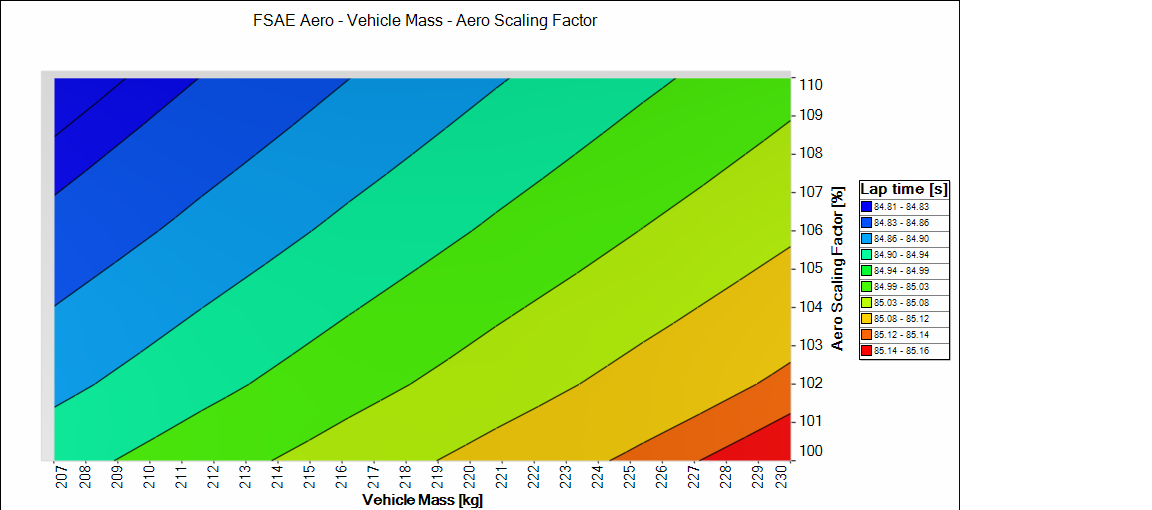 FSAE Aero - Vehicle Mass - Aero Scaling Factor
110
109
108
107
106
105
104
103
102
101
100
Aero Scaling Factor [%]
Lap time [s]
84.81 - 84.83
84.83 - 84.86
84.86 - 84.90
84.90 - 84.94
84.94 - 84.99
84.99 - 85.03
85.03 - 85.08
85.08 - 85.12
85.12 - 85.14
85.14 - 85.16
207
208
209
210
211
212
213
214
215
216
217
218
219
220
221
222
223
224
225
226
227
228
229
230
Vehicle Mass [kg]